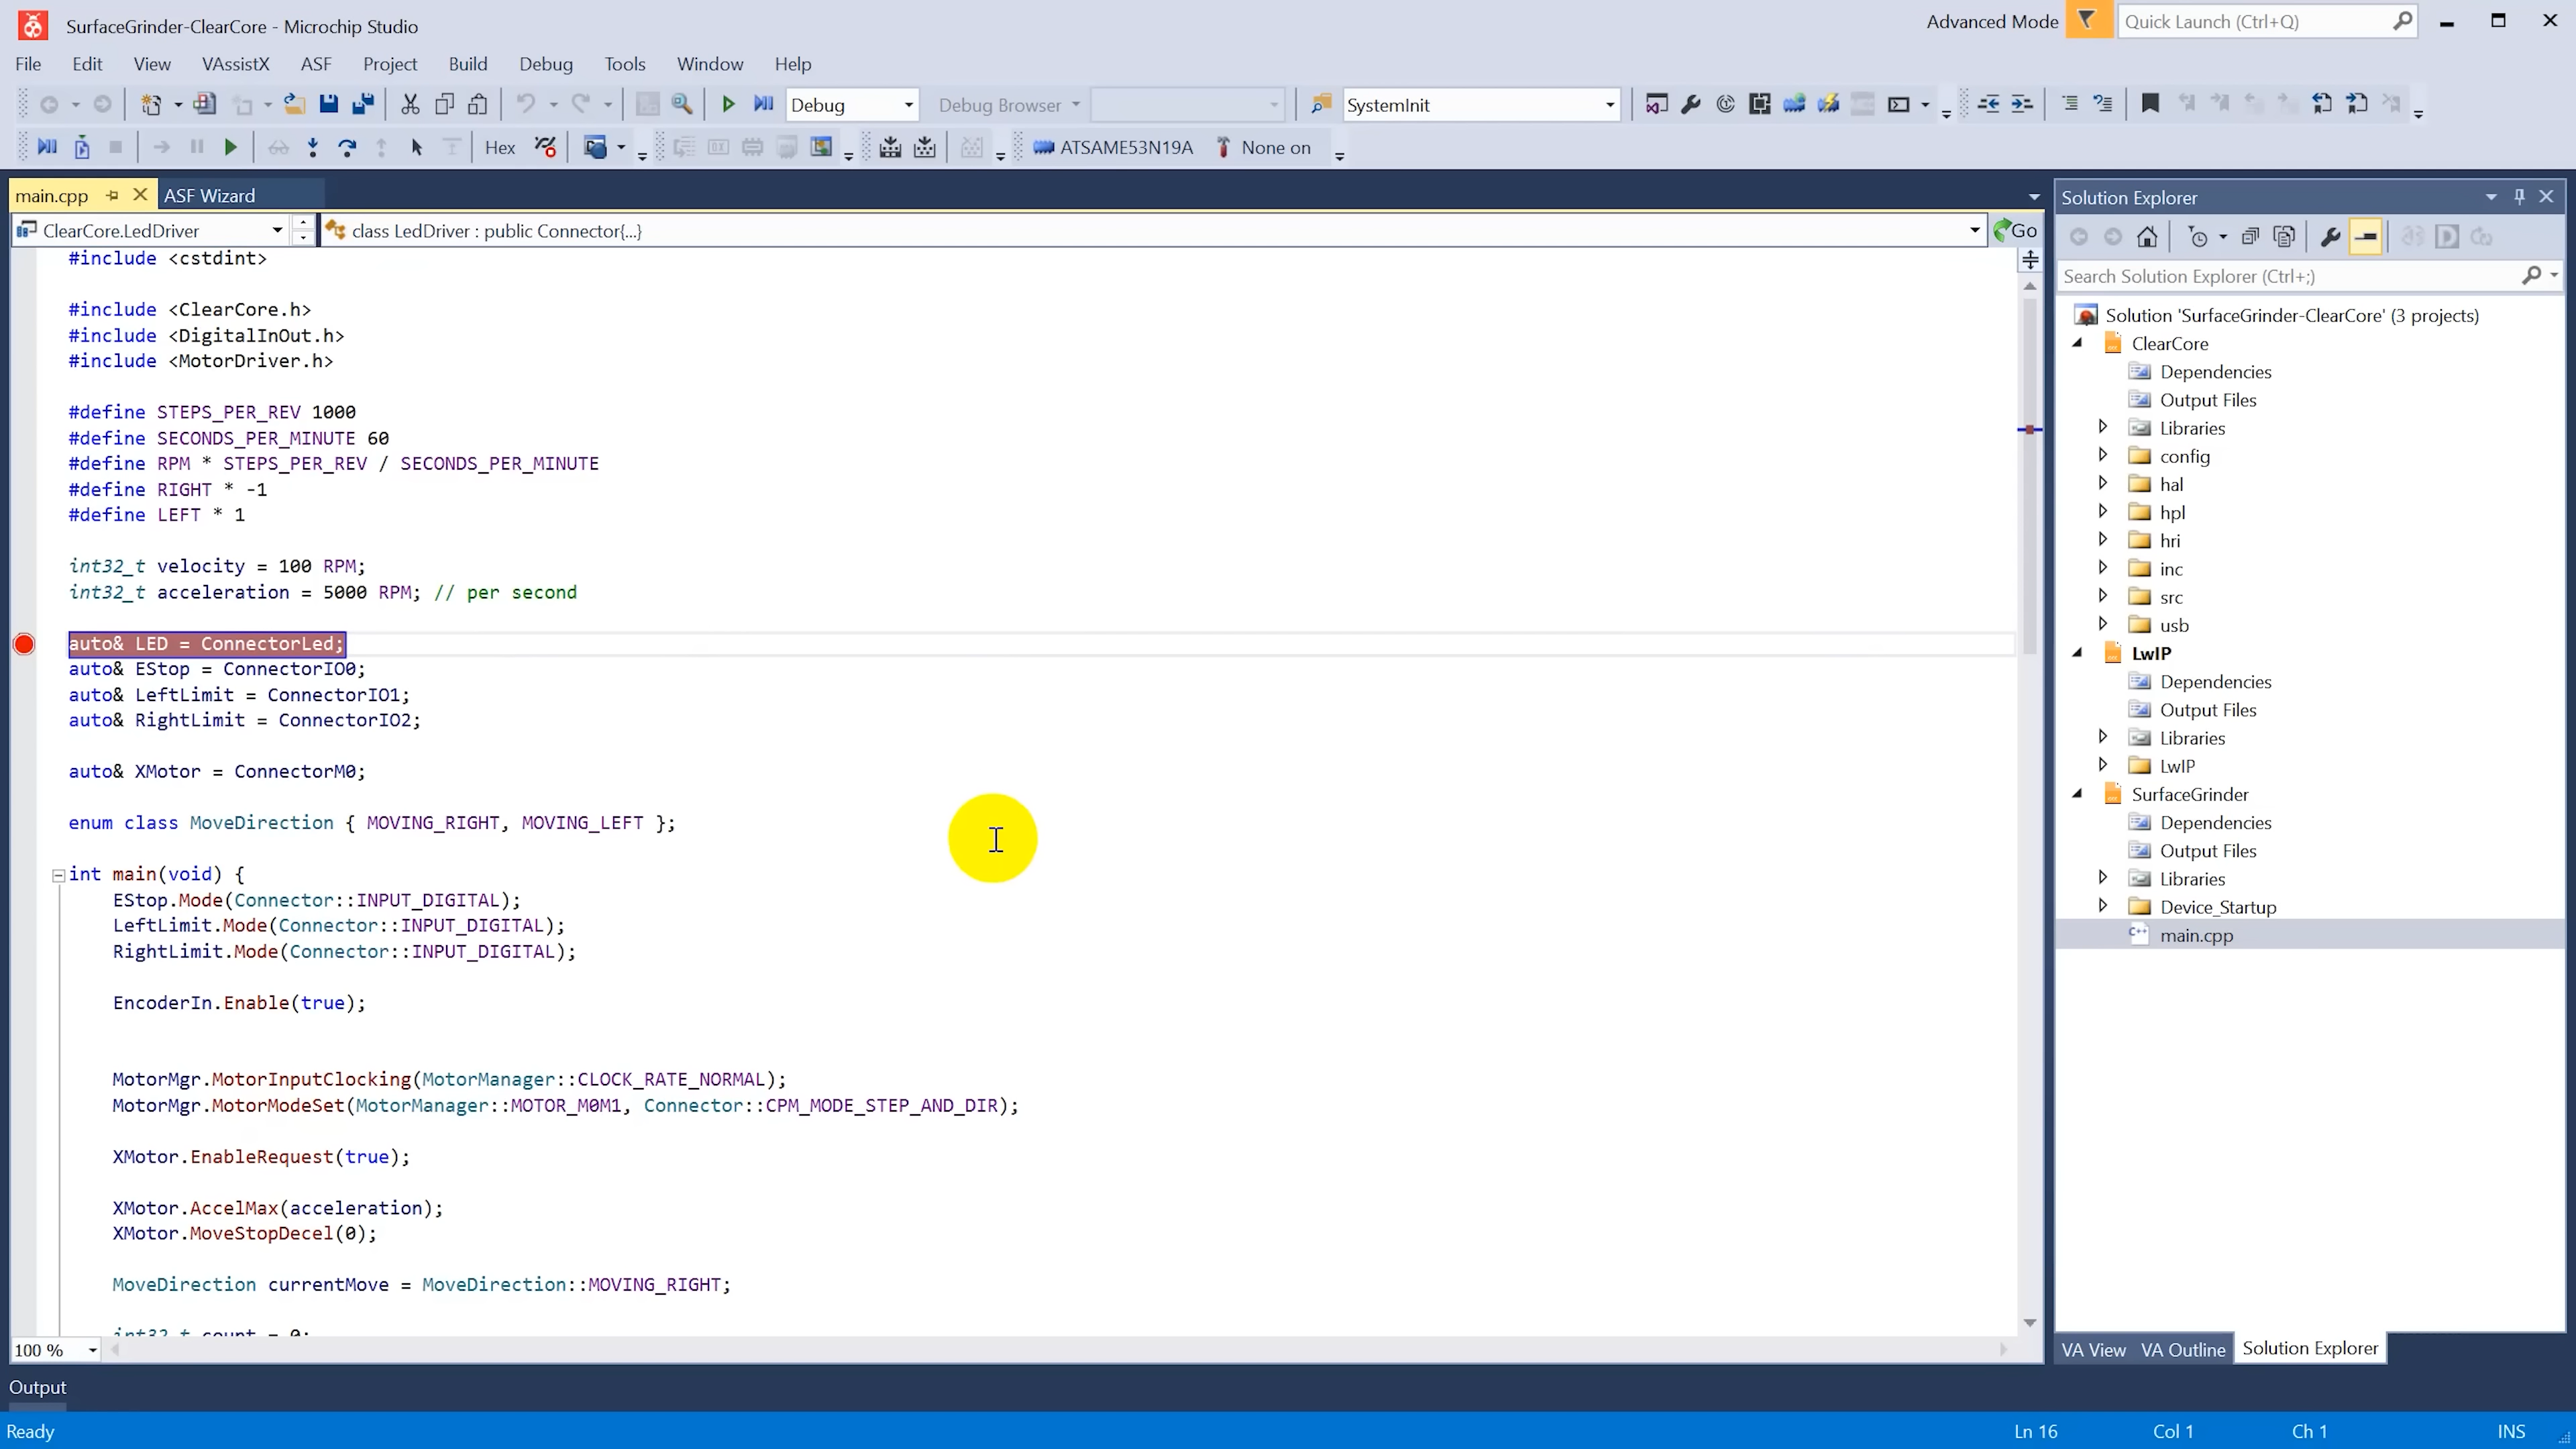 SurfaceGrinder-ClearCore - Microchip Studio
Advanced Mode
Quick Launch (Ctrl+Q)
File Edit View VAssistX ASF Project Build Debug Tools Window Help
Debug
Debug Browser
SystemInit
Hex
ATSAME53N19A
None on
main.cpp
ASF Wizard
ClearCore.LedDriver
class LedDriver : public Connector{...}
Go
#include <cstdint>
#include <ClearCore.h>
#include <DigitalInOut.h>
#include <MotorDriver.h>
#define STEPS_PER_REV 1000
#define SECONDS_PER_MINUTE 60
#define RPM * STEPS_PER_REV / SECONDS_PER_MINUTE
#define RIGHT * -1
#define LEFT * 1
int32_t velocity = 100 RPM;
int32_t acceleration = 5000 RPM; // per second
auto& LED = ConnectorLed;
auto& EStop = ConnectorIO0;
auto& LeftLimit = ConnectorIO1;
auto& RightLimit = ConnectorIO2;
auto& XMotor = ConnectorM0;
enum class MoveDirection { MOVING_RIGHT, MOVING_LEFT };
int main(void) {
EStop.Mode(Connector::INPUT_DIGITAL);
LeftLimit.Mode(Connector::INPUT_DIGITAL);
RightLimit.Mode(Connector::INPUT_DIGITAL);
EncoderIn.Enable(true);
MotorMgr.MotorInputClocking(MotorManager::CLOCK_RATE_NORMAL);
MotorMgr.MotorModeSet(MotorManager::MOTOR_M0M1, Connector::CPM_MODE_STEP_AND_DIR);
XMotor.EnableRequest(true);
XMotor.AccelMax(acceleration);
XMotor.MoveStopDecel(0);
MoveDirection currentMove = MoveDirection::MOVING_RIGHT;
int32_t count = 0;
100 %
Solution Explorer
Search Solution Explorer (Ctrl+;)
Solution 'SurfaceGrinder-ClearCore' (3 projects)
ClearCore
Dependencies
Output Files
Libraries
config
hal
hpl
hri
inc
src
usb
LwIP
Dependencies
Output Files
Libraries
LwIP
SurfaceGrinder
Dependencies
Output Files
Libraries
Device_Startup
main.cpp
VA View
VA Outline
Solution Explorer
Output
Ready
Ln 16
Col 1
Ch 1
INS